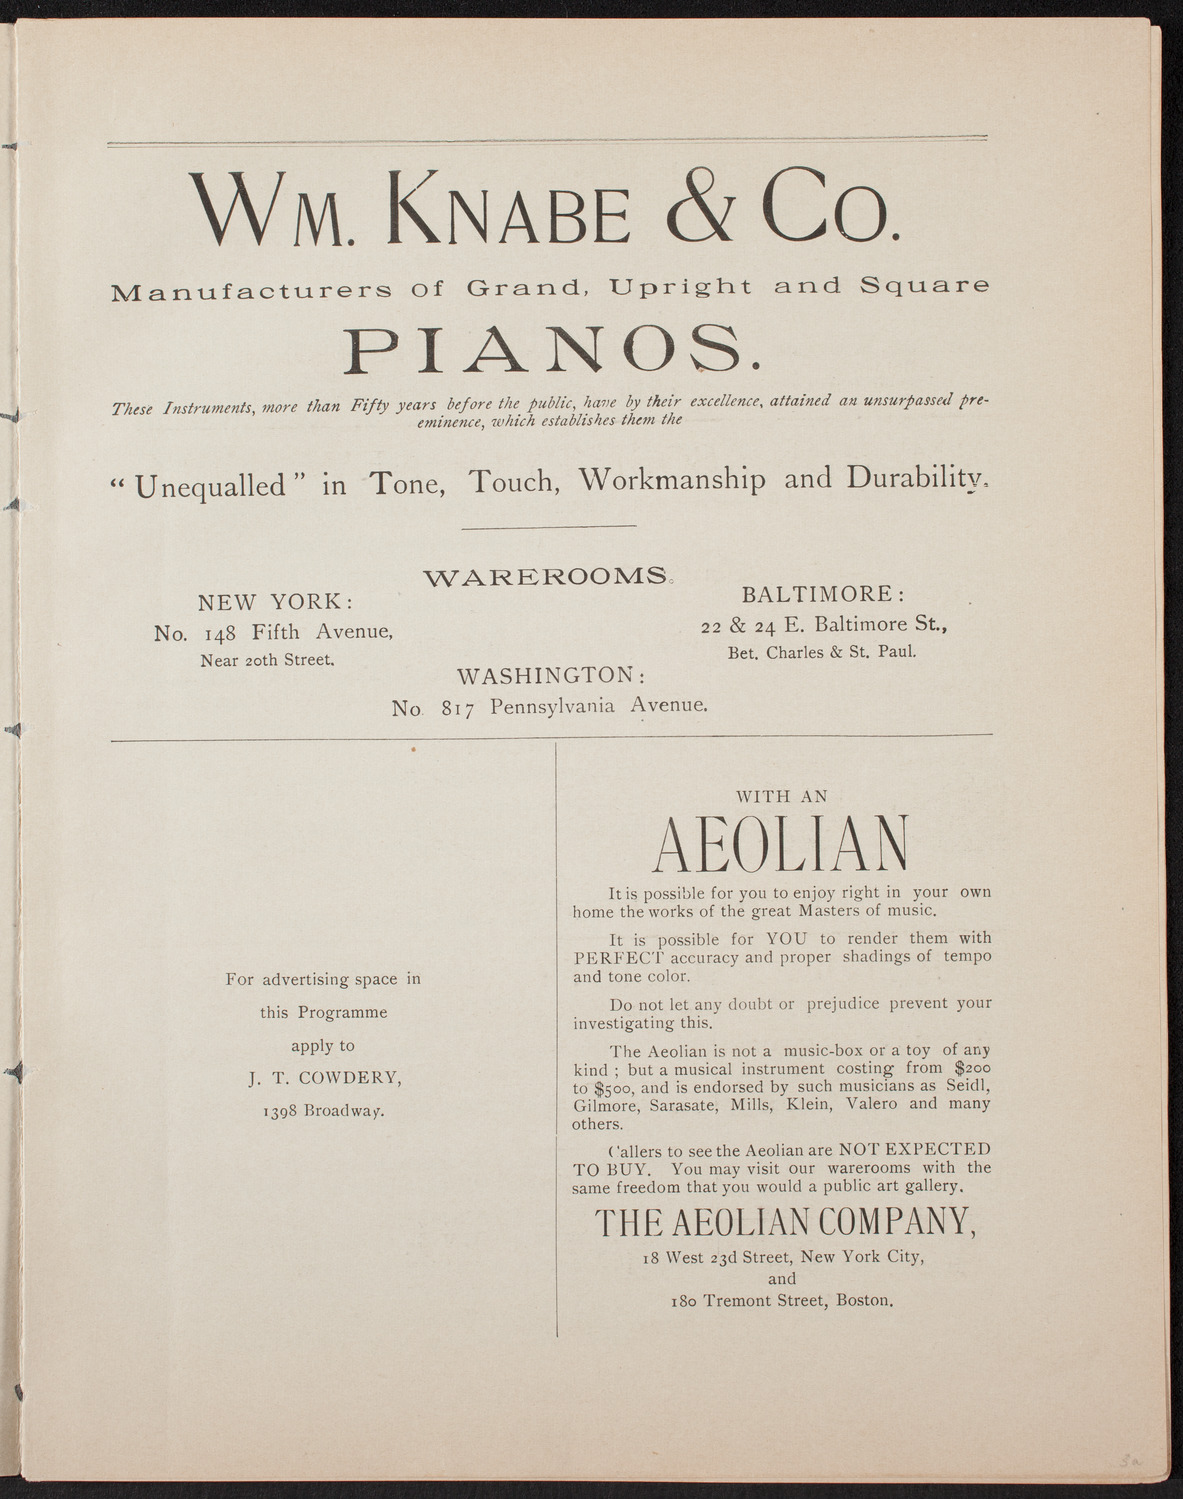 WM. KNABE & CO.
Manufacturers of Grand, Upright and Square
PIANOS.
These Instruments, more than Fifty years before the public, have by their excellence, attained an unsurpassed pre-
eminence, which establishes them the
“Unequalled” in Tone, Touch, Workmanship and Durability.
WAREROOMS.
NEW YORK:
No. 148 Fifth Avenue,
Near 20th Street.
BALTIMORE:
22 & 24 E. Baltimore St.,
Bet. Charles & St. Paul.
WASHINGTON:
No. 817 Pennsylvania Avenue.
For advertising space in
this Programme
apply to
J. T. COWDERY,
1398 Broadway.
WITH AN
AEOLIAN
It is possible for you to enjoy right in your own
home the works of the great Masters of music.
It is possible for YOU to render them with
PERFECT accuracy and proper shadings of tempo
and tone color.
Do not let any doubt or prejudice prevent your
investigating this.
The Aeolian is not a music-box or a toy of any
kind ; but a musical instrument costing from $200
to $500, and is endorsed by such musicians as Seidl,
Gilmore, Sarasate, Mills, Klein, Valero and many
others.
Callers to see the Aeolian are NOT EXPECTED
TO BUY. You may visit our warerooms with the
same freedom that you would a public art gallery.
THE AEOLIAN COMPANY,
18 West 23d Street, New York City,
and
180 Tremont Street, Boston.
3a